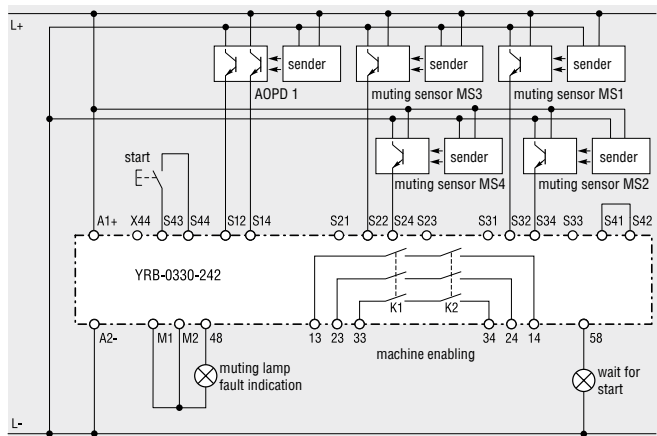 L+
sender
sender
sender
AOPD 1
muting sensor MS3
muting sensor MS1
start
sender
sender
muting sensor MS4
muting sensor MS2
A1+
X44
S43
S44
S12
S14
S21
S22
S24
S23
S31
S32
S34
S33
S41
S42
YRB-0330-242
K1
K2
A2-
M1
M2
48
13
23
33
34
24
14
58
machine enabling
muting lamp
fault indication
wait for
start
L-